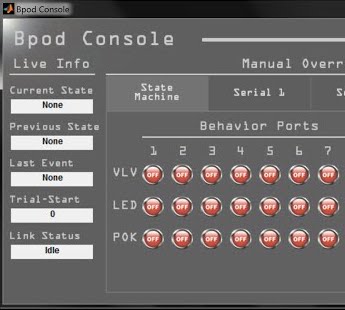 Bpod Console
Bpod Console
Live Info
Manual Overr
Current State
None
Previous State
None
Last Event
None
Trial-Start
0
Link Status
Idle
State
Machine
Serial 1
Se
Behavior Ports
1 2 3 4 5 6 7
VLV OFF OFF OFF OFF OFF OFF OFF
LED OFF OFF OFF OFF OFF OFF OFF
POK OFF OFF OFF OFF OFF OFF OFF